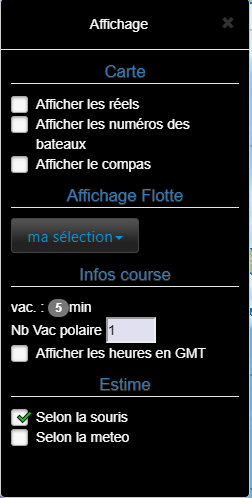 Affichage
Carte
Afficher les réels
Afficher les numéros des
bateaux
Afficher le compas
Affichage Flotte
ma sélection
Infos course
vac. : 5 min
Nb Vac polaire 1
Afficher les heures en GMT
Estime
Selon la souris
Selon la meteo